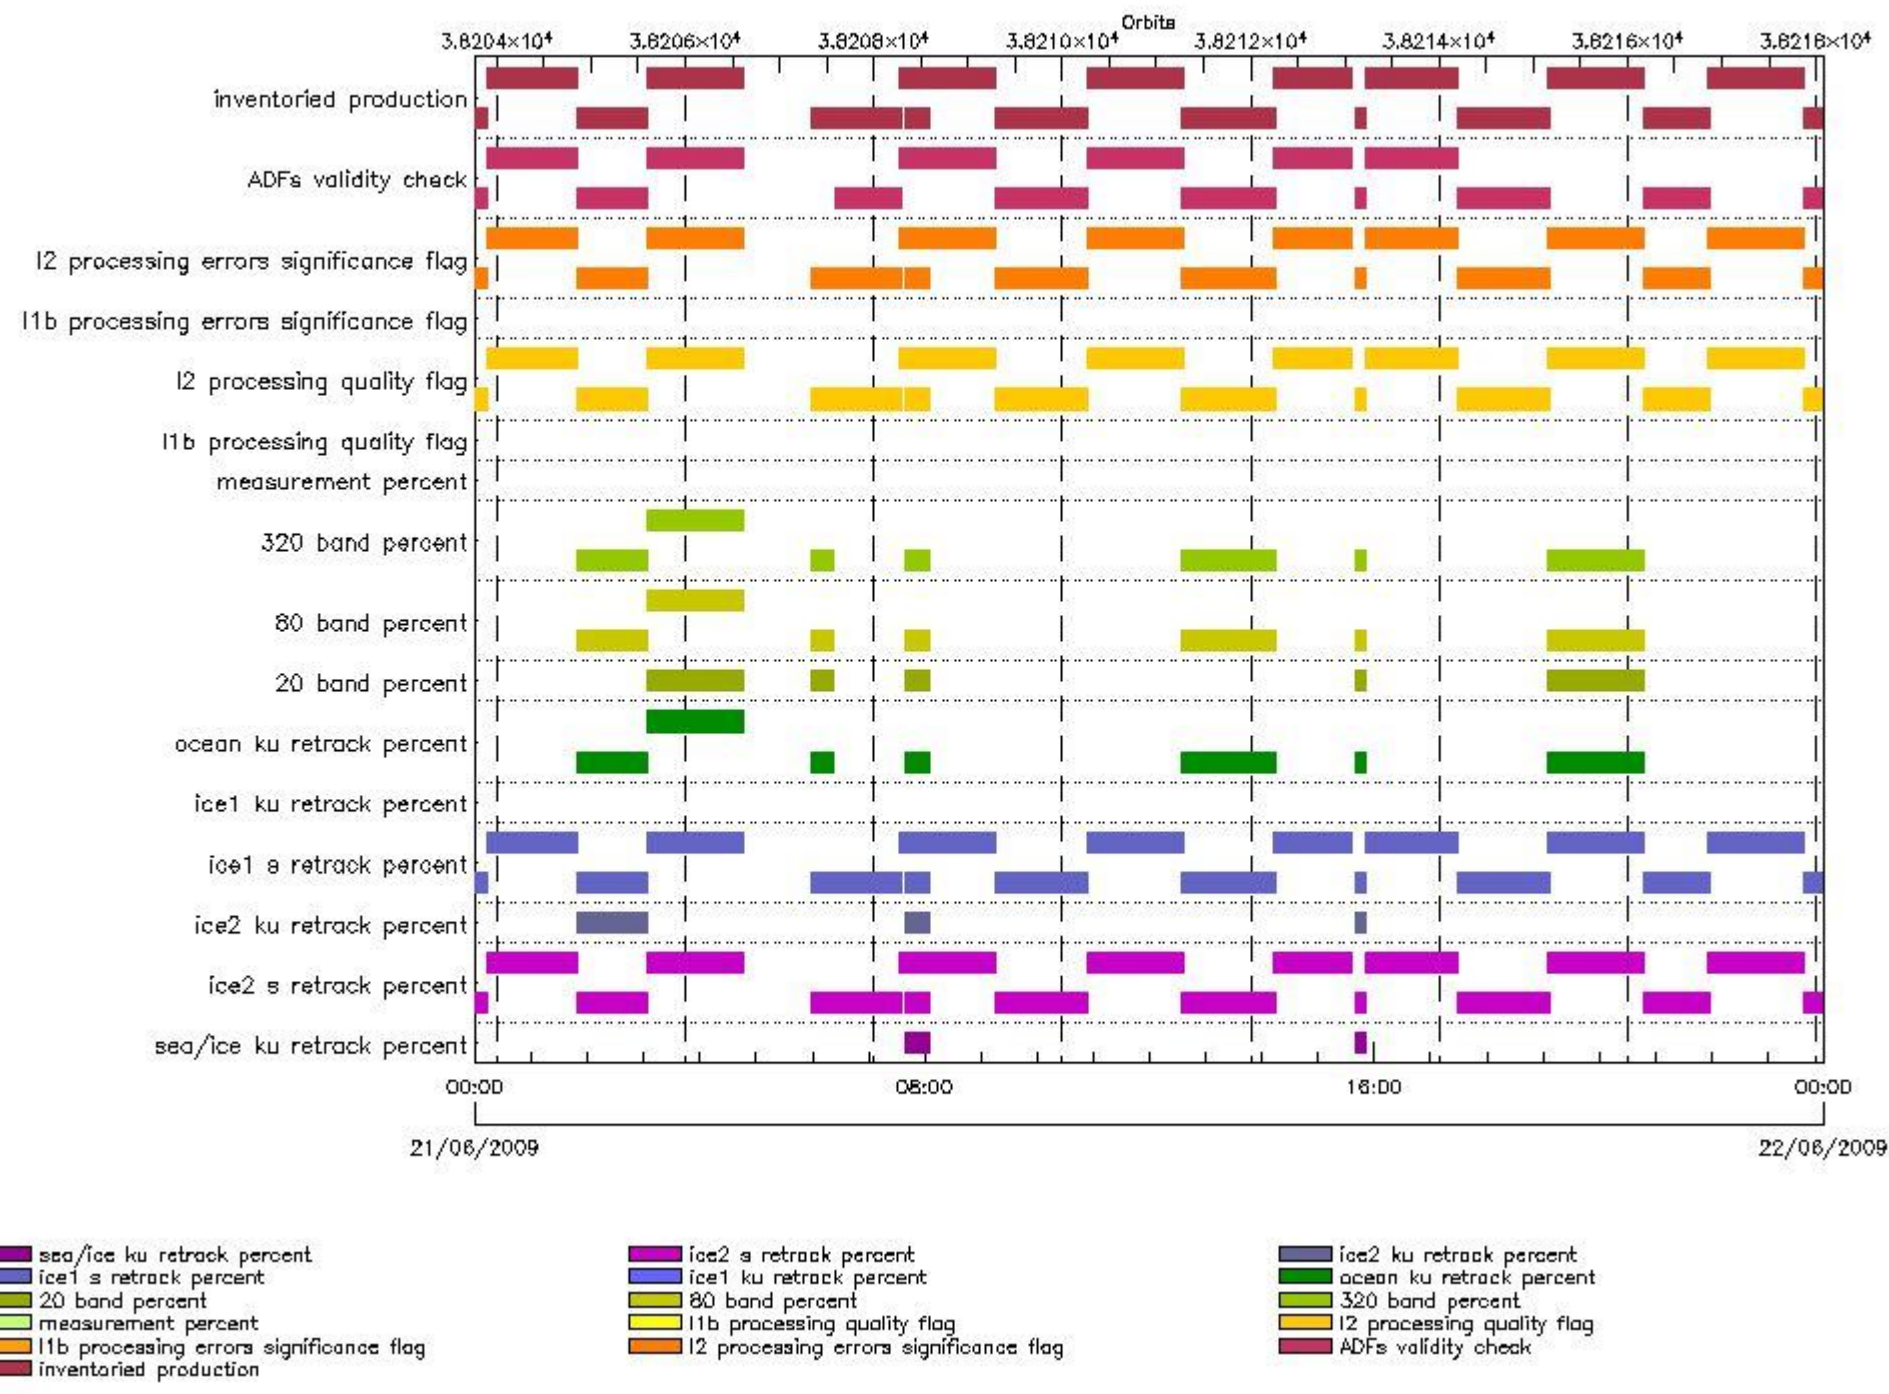 Orbits
3.8204×10⁴ 3.8206×10⁴ 3.8208×10⁴ 3.8210×10⁴ 3.8212×10⁴ 3.8214×10⁴ 3.8216×10⁴ 3.8218×10⁴
inventoried production
ADFs validity check
l2 processing errors significance flag
l1b processing errors significance flag
l2 processing quality flag
l1b processing quality flag
measurement percent
320 band percent
80 band percent
20 band percent
ocean ku retrack percent
ice1 ku retrack percent
ice1 s retrack percent
ice2 ku retrack percent
ice2 s retrack percent
sea/ice ku retrack percent
00:00 08:00 16:00 00:00
21/06/2009 22/06/2009
sea/ice ku retrack percent ice2 s retrack percent ice2 ku retrack percent
ice1 s retrack percent ice1 ku retrack percent ocean ku retrack percent
20 band percent 80 band percent 320 band percent
measurement percent l1b processing quality flag l2 processing quality flag
l1b processing errors significance flag l2 processing errors significance flag ADFs validity check
inventoried production